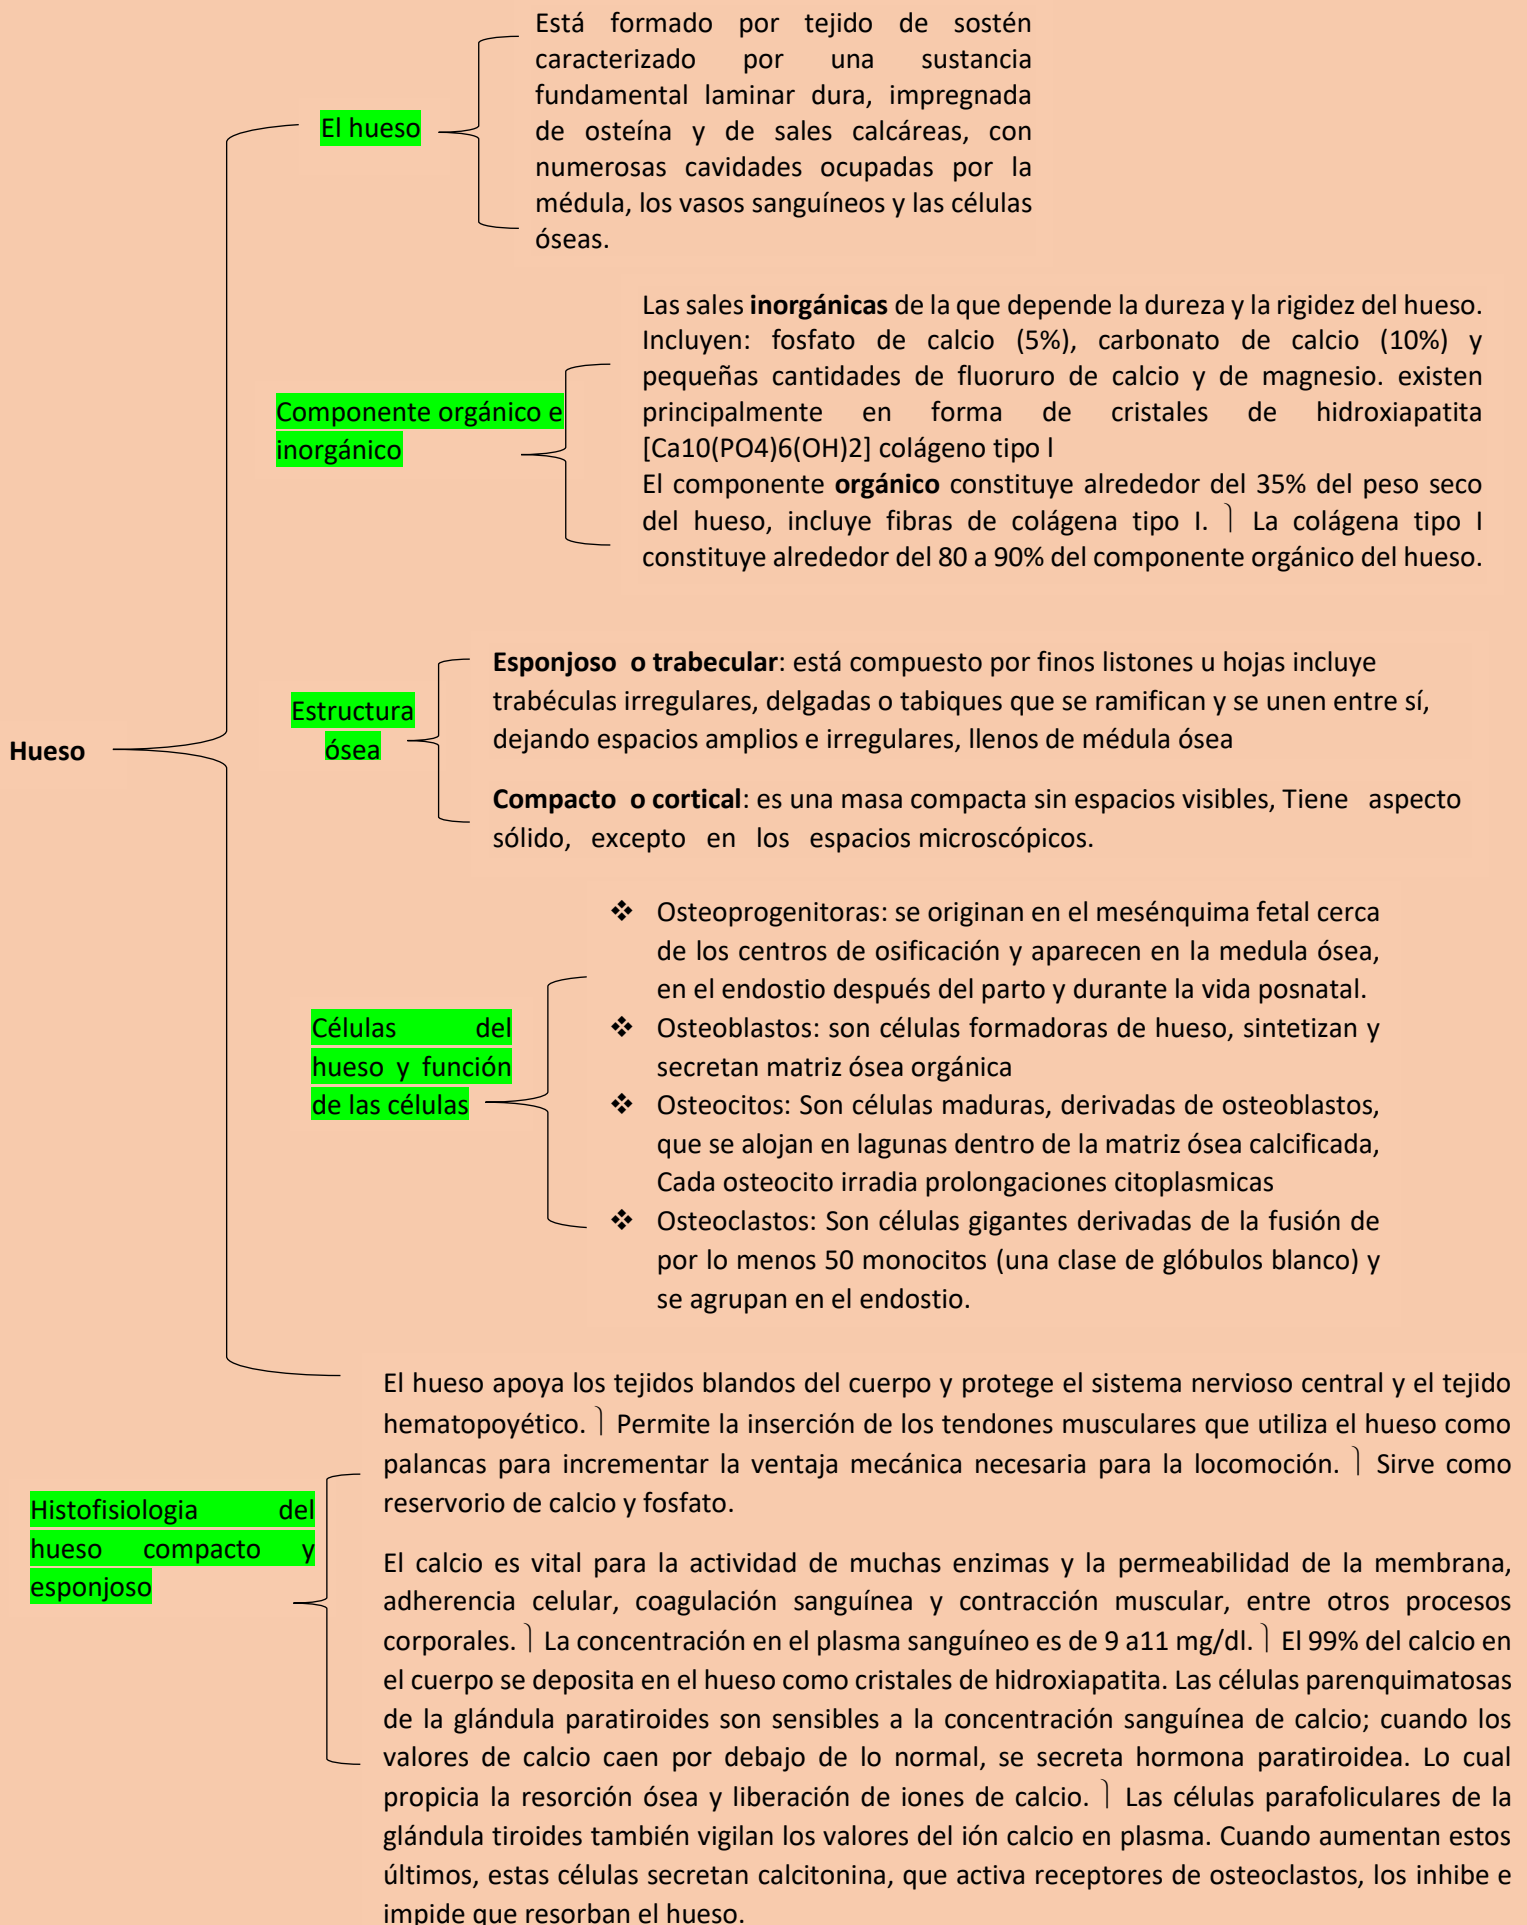 Está formado por tejido de sostén
caracterizado por una sustancia
fundamental laminar dura, impregnada
de osteína y de sales calcáreas, con
numerosas cavidades ocupadas por la
médula, los vasos sanguíneos y las células
óseas.
El hueso
Las sales inorgánicas de la que depende la dureza y la rigidez del hueso.
Incluyen: fosfato de calcio (5%), carbonato de calcio (10%) y
pequeñas cantidades de fluoruro de calcio y de magnesio. existen
principalmente en forma de cristales de hidroxiapatita
[Ca10(PO4)6(OH)2] colágeno tipo l
El componente orgánico constituye alrededor del 35% del peso seco
del hueso, incluye fibras de colágena tipo I. ⎫ La colágena tipo I
constituye alrededor del 80 a 90% del componente orgánico del hueso.
Componente orgánico e
inorgánico
Esponjoso o trabecular: está compuesto por finos listones u hojas incluye
trabéculas irregulares, delgadas o tabiques que se ramifican y se unen entre sí,
dejando espacios amplios e irregulares, llenos de médula ósea
Estructura
ósea
Hueso
Compacto o cortical: es una masa compacta sin espacios visibles, Tiene aspecto
sólido, excepto en los espacios microscópicos.
❖ Osteoprogenitoras: se originan en el mesénquima fetal cerca
de los centros de osificación y aparecen en la medula ósea,
en el endostio después del parto y durante la vida posnatal.
❖ Osteoblastos: son células formadoras de hueso, sintetizan y
secretan matriz ósea orgánica
❖ Osteocitos: Son células maduras, derivadas de osteoblastos,
que se alojan en lagunas dentro de la matriz ósea calcificada,
Cada osteocito irradia prolongaciones citoplasmicas
❖ Osteoclastos: Son células gigantes derivadas de la fusión de
por lo menos 50 monocitos (una clase de glóbulos blanco) y
se agrupan en el endostio.
Células del
hueso y función
de las células
El hueso apoya los tejidos blandos del cuerpo y protege el sistema nervioso central y el tejido
hematopoyético. ⎫ Permite la inserción de los tendones musculares que utiliza el hueso como
palancas para incrementar la ventaja mecánica necesaria para la locomoción. ⎫ Sirve como
reservorio de calcio y fosfato.
Histofisiologia del
hueso compacto y
esponjoso
El calcio es vital para la actividad de muchas enzimas y la permeabilidad de la membrana,
adherencia celular, coagulación sanguínea y contracción muscular, entre otros procesos
corporales. ⎫ La concentración en el plasma sanguíneo es de 9 a11 mg/dl. ⎫ El 99% del calcio en
el cuerpo se deposita en el hueso como cristales de hidroxiapatita. Las células parenquimatosas
de la glándula paratiroides son sensibles a la concentración sanguínea de calcio; cuando los
valores de calcio caen por debajo de lo normal, se secreta hormona paratiroidea. Lo cual
propicia la resorción ósea y liberación de iones de calcio. ⎫ Las células parafoliculares de la
glándula tiroides también vigilan los valores del ión calcio en plasma. Cuando aumentan estos
últimos, estas células secretan calcitonina, que activa receptores de osteoclastos, los inhibe e
impide que resorban el hueso.